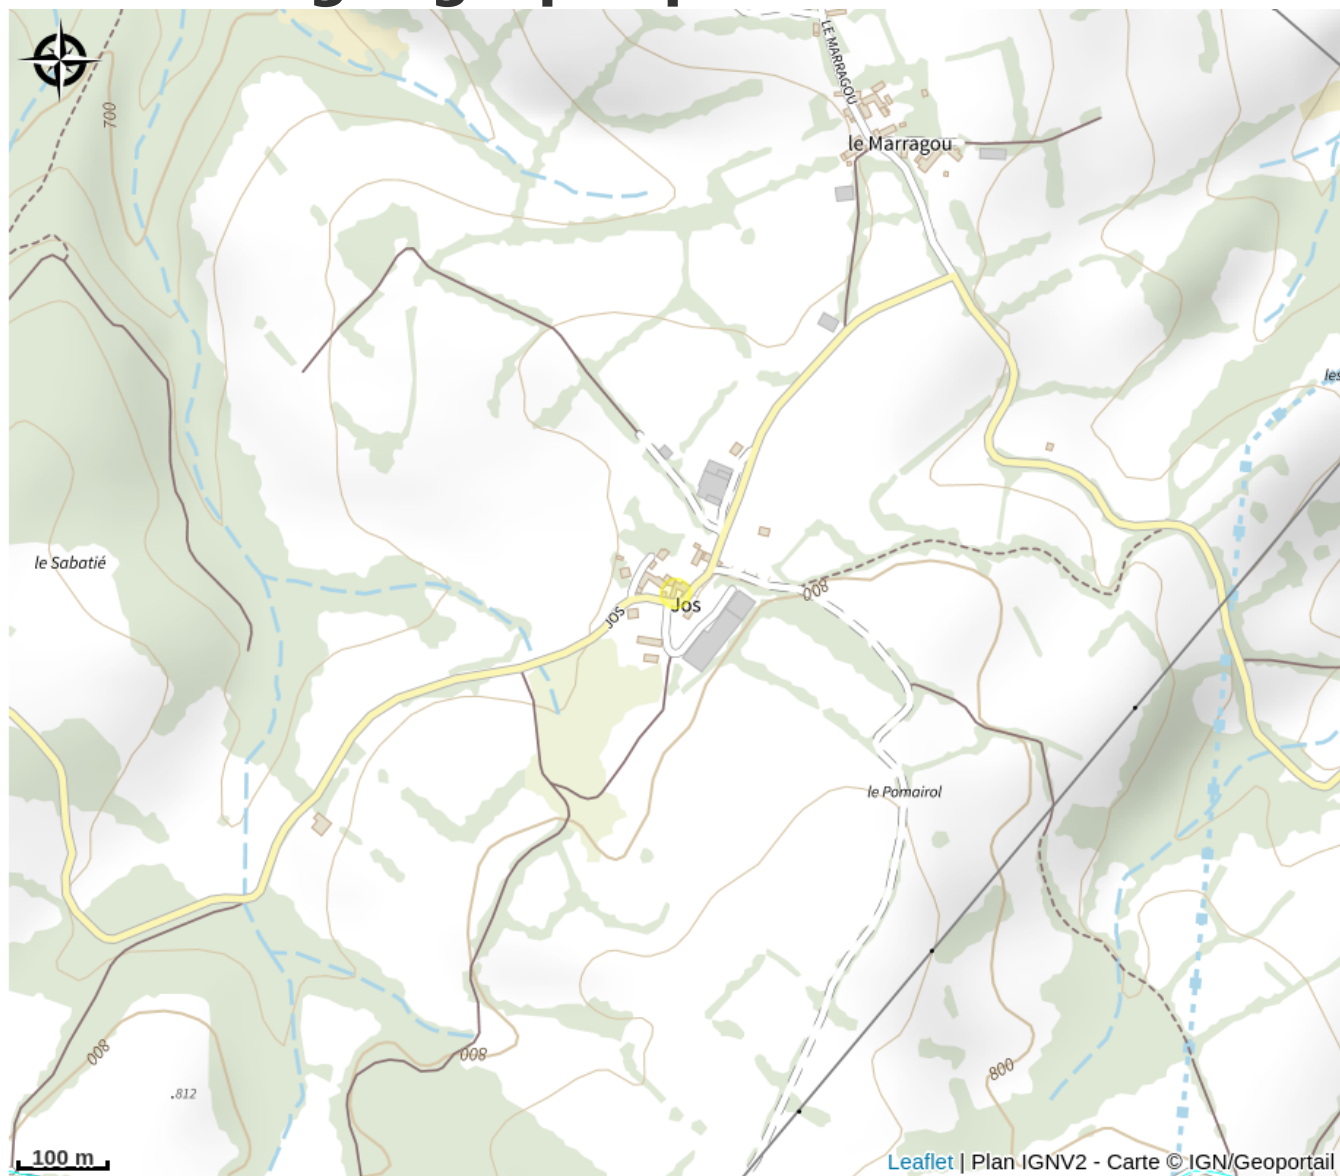 LE MARRAGOU
700
le Marragou
les
le Sabatié
800
Jos
JOS
le Pomairol
800
800
800
.812
100 m
Leaflet | Plan IGNV2 - Carte © IGN/Geoportail